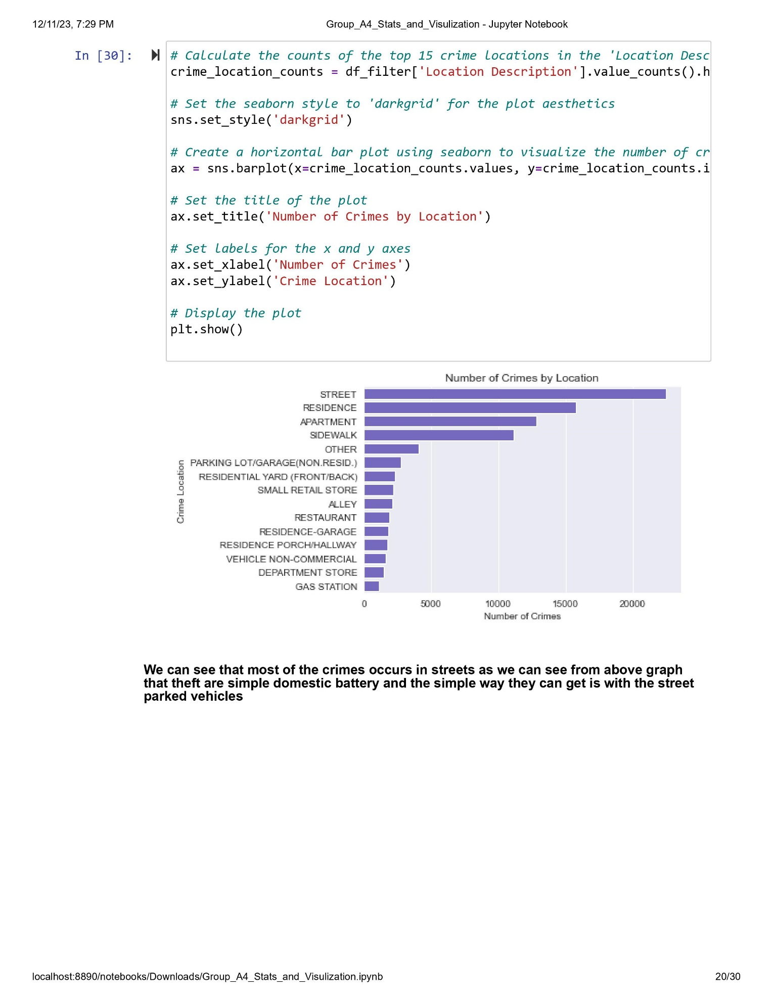 12/11/23, 7:29 PM
Group_A4_Stats_and_Visulization - Jupyter Notebook
In [30]:
# Calculate the counts of the top 15 crime locations in the 'Location Desc
crime_location_counts = df_filter['Location Description'].value_counts().h
# Set the seaborn style to 'darkgrid' for the plot aesthetics
sns.set_style('darkgrid')
# Create a horizontal bar plot using seaborn to visualize the number of cr
ax = sns.barplot(x=crime_location_counts.values, y=crime_location_counts.i
# Set the title of the plot
ax.set_title('Number of Crimes by Location')
# Set labels for the x and y axes
ax.set_xlabel('Number of Crimes')
ax.set_ylabel('Crime Location')
# Display the plot
plt.show()
Number of Crimes by Location
Crime Location
STREET
RESIDENCE
APARTMENT
SIDEWALK
OTHER
PARKING LOT/GARAGE(NON.RESID.)
RESIDENTIAL YARD (FRONT/BACK)
SMALL RETAIL STORE
ALLEY
RESTAURANT
RESIDENCE-GARAGE
RESIDENCE PORCH/HALLWAY
VEHICLE NON-COMMERCIAL
DEPARTMENT STORE
GAS STATION
0 5000 10000 15000 20000
Number of Crimes
We can see that most of the crimes occurs in streets as we can see from above graph
that theft are simple domestic battery and the simple way they can get is with the street
parked vehicles
localhost:8890/notebooks/Downloads/Group_A4_Stats_and_Visulization.ipynb
20/30